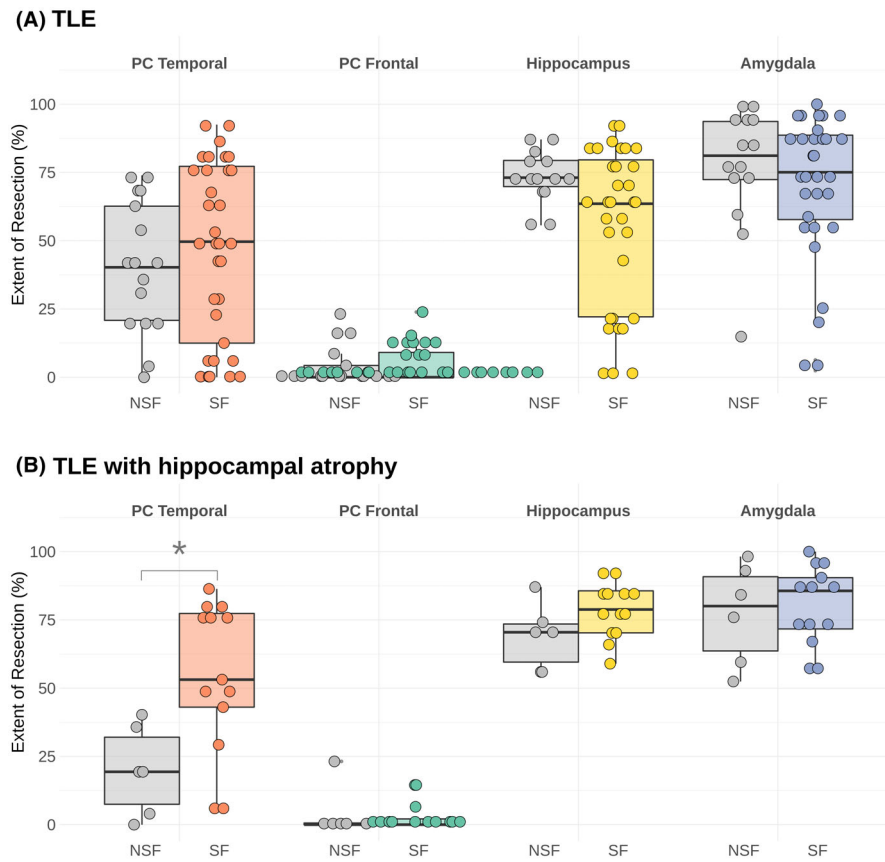 (A) TLE
PC Temporal PC Frontal Hippocampus Amygdala
100
75
50
25
0
Extent of Resection (%)
NSF SF NSF SF NSF SF NSF SF
(B) TLE with hippocampal atrophy
PC Temporal PC Frontal Hippocampus Amygdala
*
100
75
50
25
0
Extent of Resection (%)
NSF SF NSF SF NSF SF NSF SF